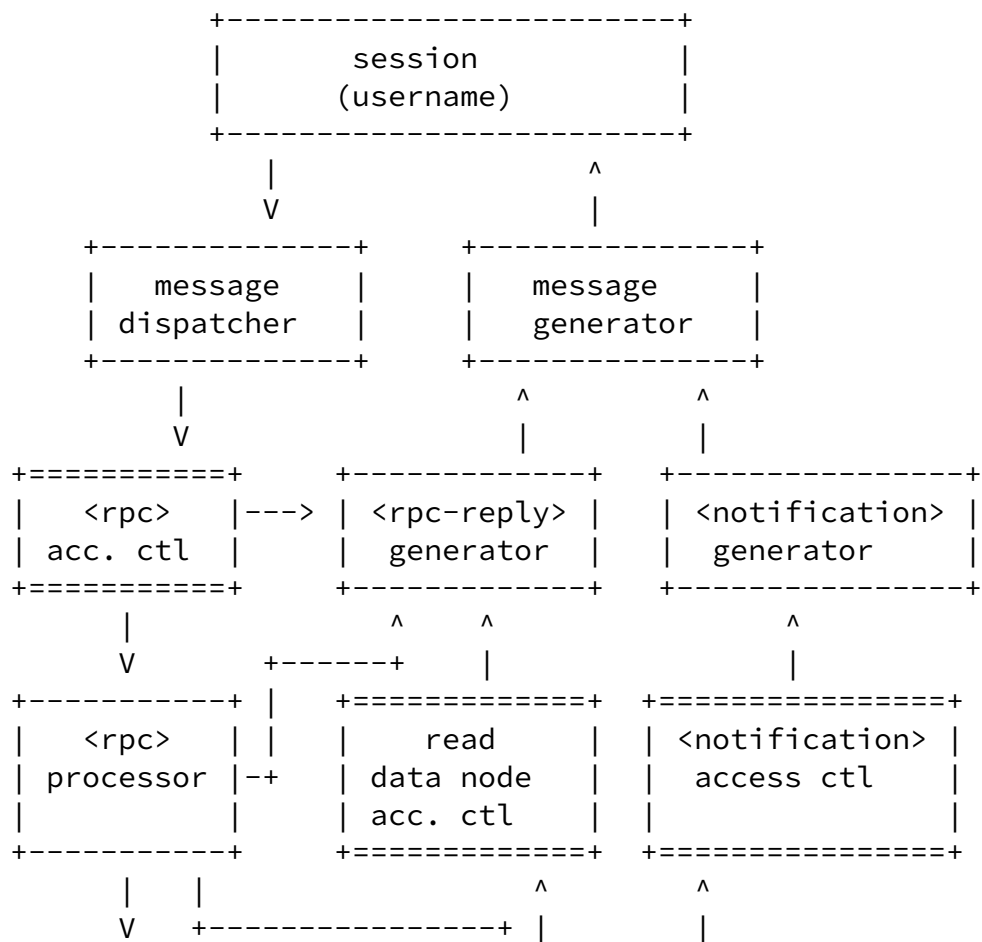 +-------------------------+
|       session           |
|      (username)         |
+-------------------------+
   |                 ^
   V                 |
+--------------+     +---------------+
|   message    |     |   message     |
| dispatcher   |     |   generator   |
+--------------+     +---------------+
     |                  ^         ^
     V                  |         |
+===========+     +-------------+   +----------------+
|   <rpc>   |---> | <rpc-reply> |   | <notification> |
| acc. ctl  |     |  generator  |   |  generator     |
+===========+     +-------------+   +----------------+
      |              ^    ^                ^
      V       +------+    |                |
+-----------+ |   +=============+  +================+
|   <rpc>   | |   |    read     |  | <notification> |
| processor |-+   | data node   |  |  access ctl    |
|           |     | acc. ctl    |  |                |
+-----------+     +=============+  +================+
      |   |                  ^        ^
      V   +----------------+ |        |